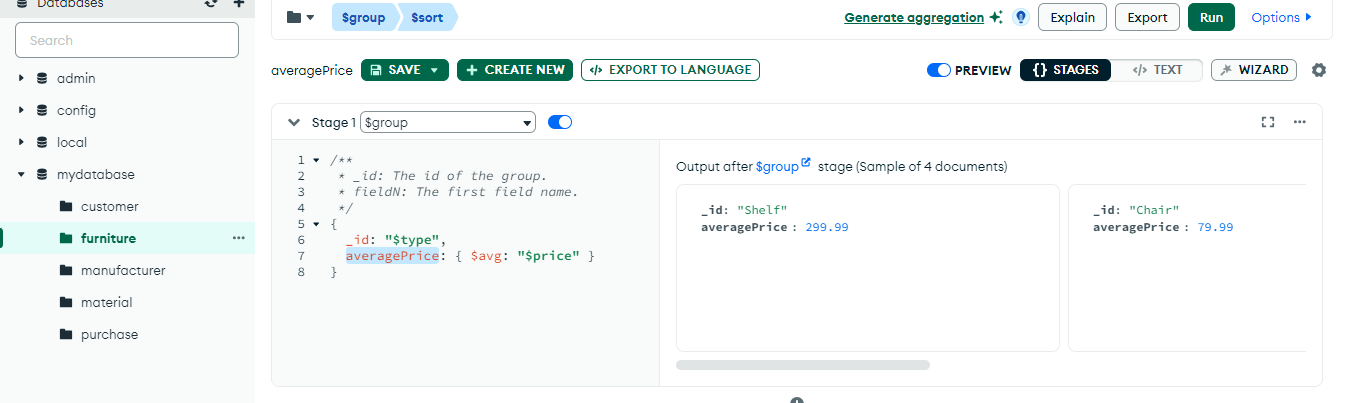 Databases
Search
admin
config
local
mydatabase
customer
furniture
manufacturer
material
purchase
$group $sort
Generate aggregation Explain Export Run Options
averagePrice SAVE + CREATE NEW </> EXPORT TO LANGUAGE PREVIEW {} STAGES </> TEXT WIZARD
Stage 1 $group
1 /**
2 * _id: The id of the group.
3 * fieldN: The first field name.
4 */
5 {
6 _id: "$type",
7 averagePrice: { $avg: "$price" }
8 }
Output after $group stage (Sample of 4 documents)
_id: "Shelf"
averagePrice : 299.99
_id: "Chair"
averagePrice : 79.99